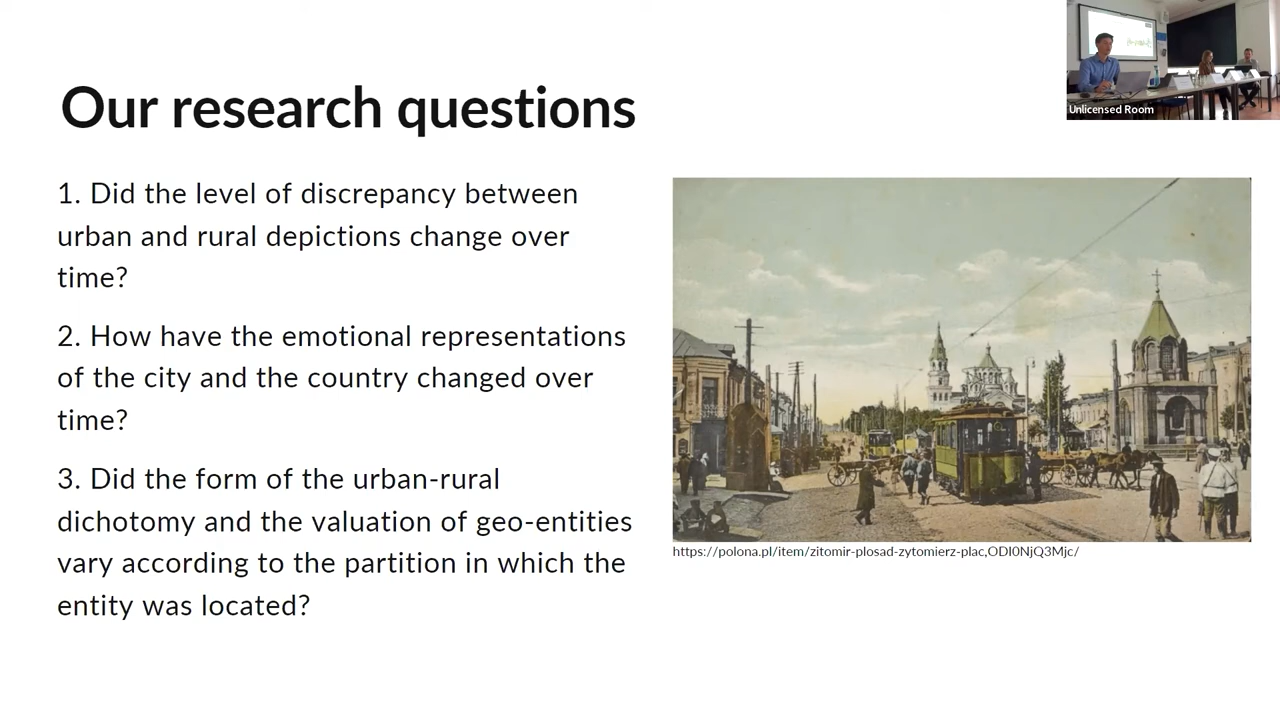 Our research questions
Unlicensed Room
1. Did the level of discrepancy between
urban and rural depictions change over
time?
2. How have the emotional representations
of the city and the country changed over
time?
3. Did the form of the urban-rural
dichotomy and the valuation of geo-entities
vary according to the partition in which the
entity was located?
https://polona.pl/item/zitomir-plosad-zytomierz-plac,ODI0NjQ3Mjc/